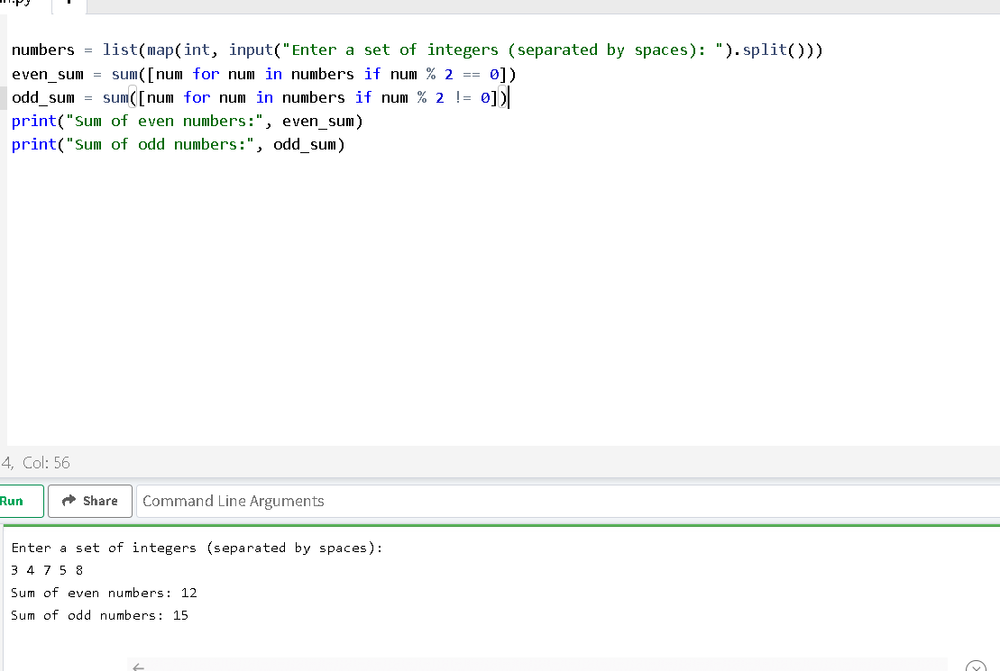 numbers = list(map(int, input("Enter a set of integers (separated by spaces): ").split()))
even_sum = sum([num for num in numbers if num % 2 == 0])
odd_sum = sum([num for num in numbers if num % 2 != 0])
print("Sum of even numbers:", even_sum)
print("Sum of odd numbers:", odd_sum)
4, Col: 56
Run Share Command Line Arguments
Enter a set of integers (separated by spaces):
3 4 7 5 8
Sum of even numbers: 12
Sum of odd numbers: 15